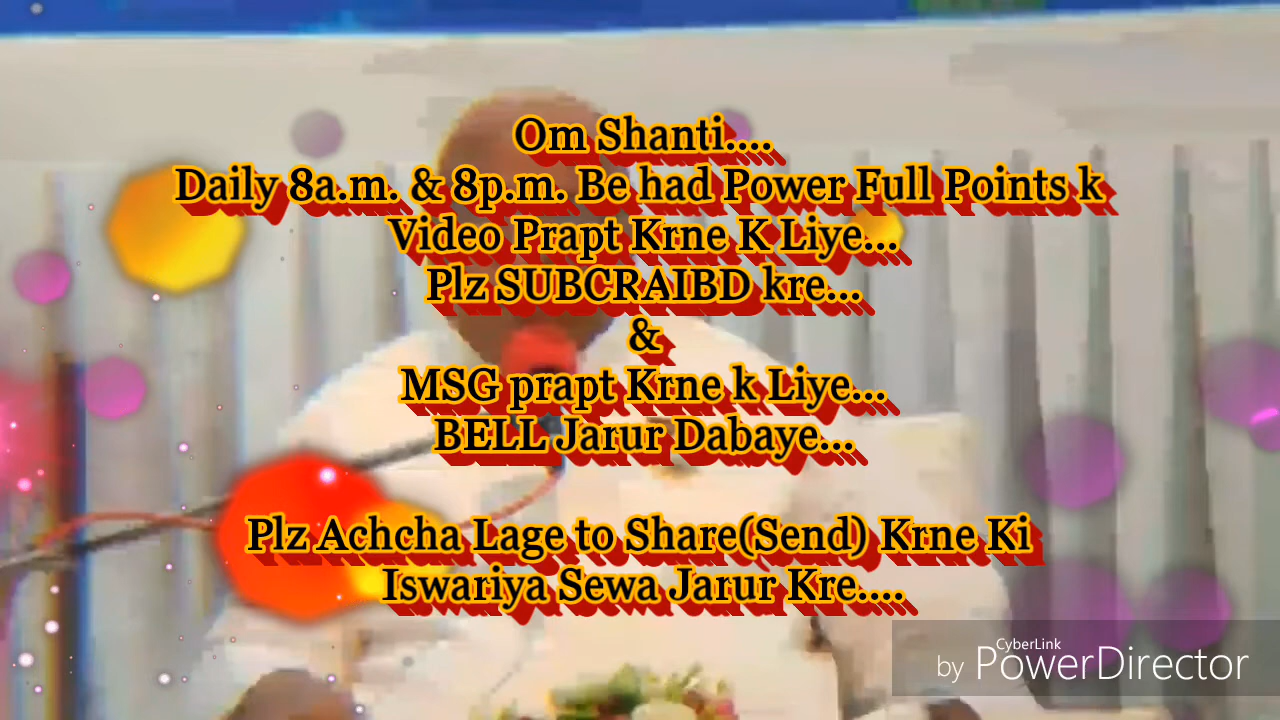 Om Shanti....
Daily 8a.m. & 8p.m. Be had Power Full Points k
Video Prapt Krne K Liye...
Plz SUBCRAIBD kre...
&
MSG prapt Krne k Liye...
BELL Jarur Dabaye...
Plz Achcha Lage to Share(Send) Krne Ki
Iswariya Sewa Jarur Kre....
CyberLink
by PowerDirector